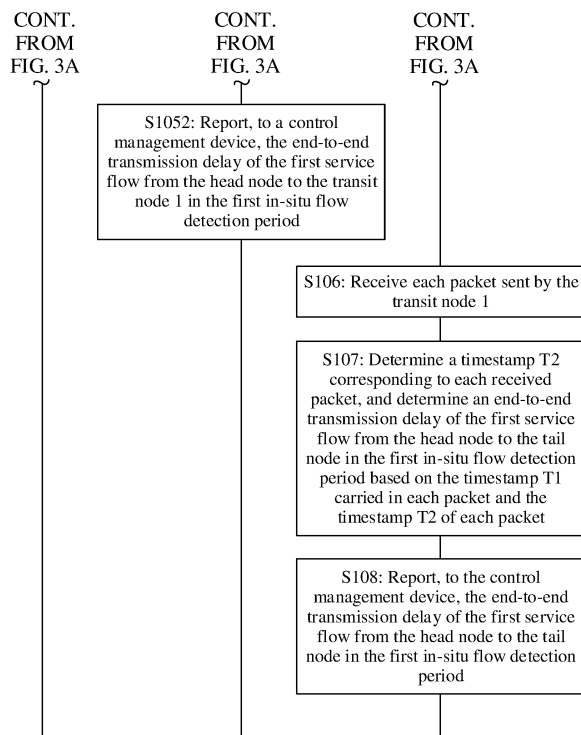 CONT.
FROM
FIG. 3A
CONT.
FROM
FIG. 3A
CONT.
FROM
FIG. 3A
S1052: Report, to a control
management device, the end-to-end
transmission delay of the first service
flow from the head node to the transit
node 1 in the first in-situ flow
detection period
S106: Receive each packet sent by the
transit node 1
S107: Determine a timestamp T2
corresponding to each received
packet, and determine an end-to-end
transmission delay of the first service
flow from the head node to the tail
node in the first in-situ flow detection
period based on the timestamp T1
carried in each packet and the
timestamp T2 of each packet
S108: Report, to the control
management device, the end-to-end
transmission delay of the first service
flow from the head node to the tail
node in the first in-situ flow detection
period